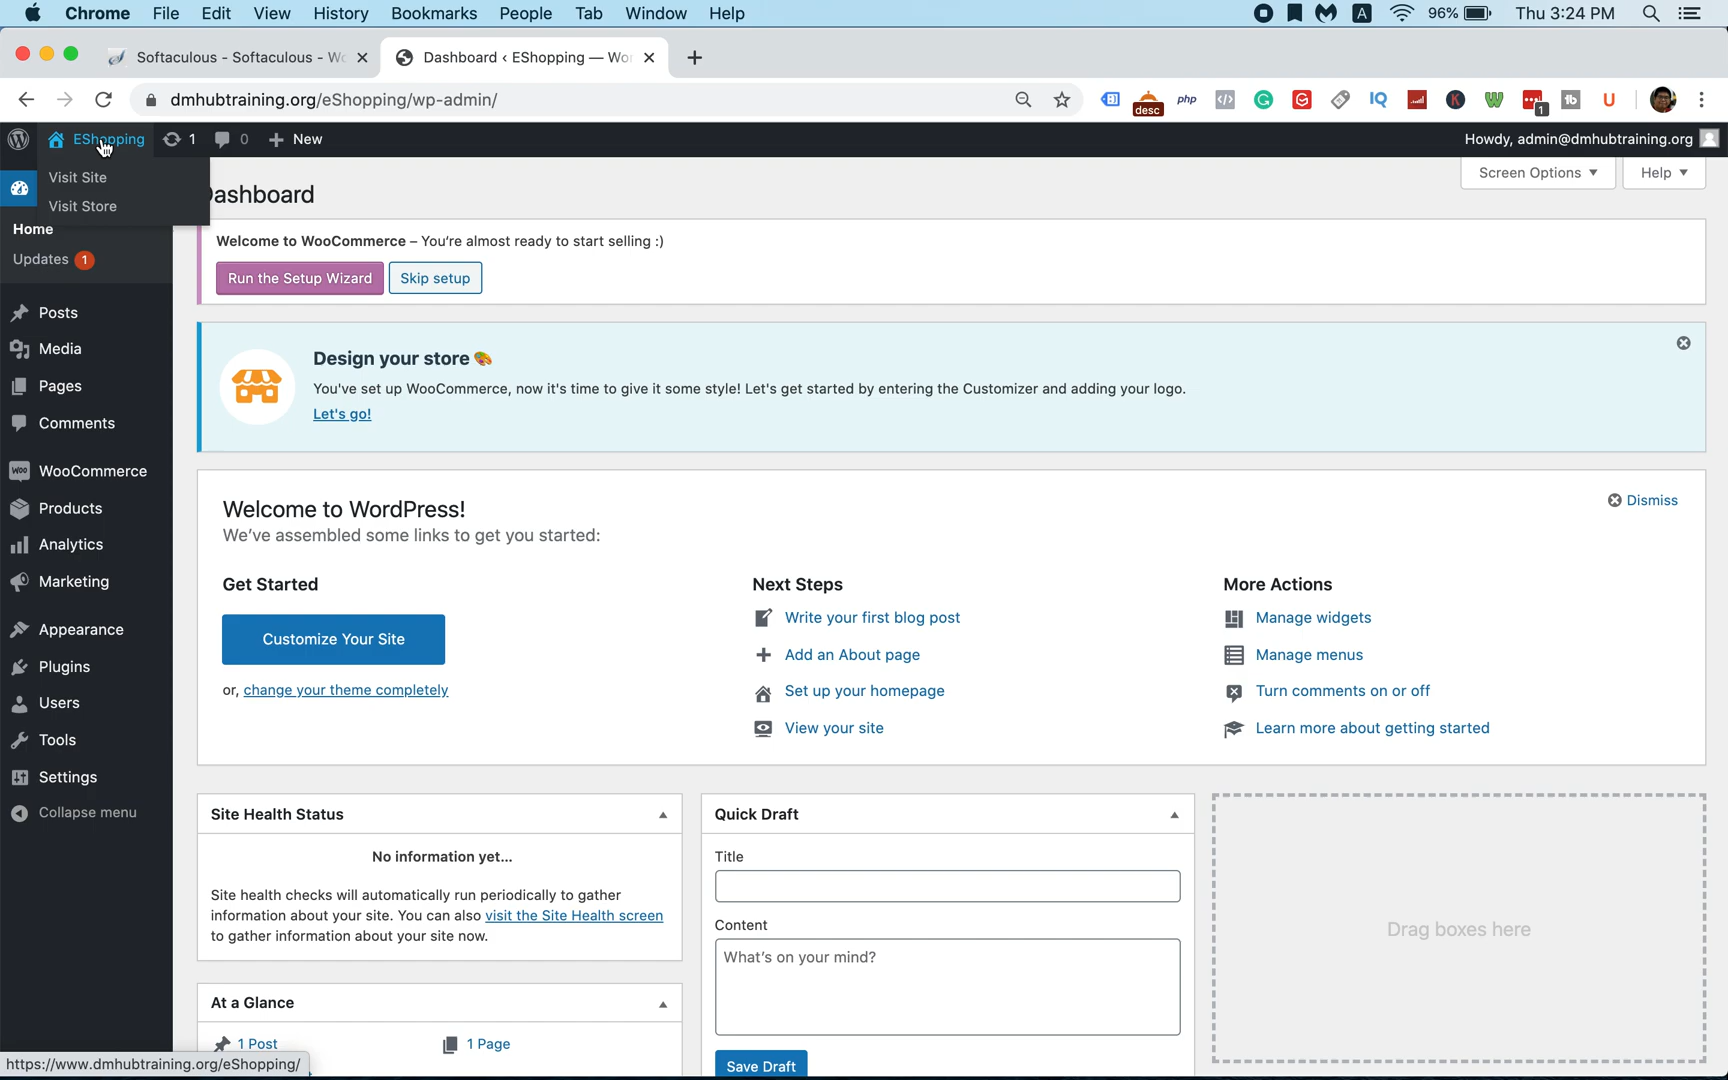 Chrome File Edit View History Bookmarks People Tab Window Help A 96% Thu 3:24 PM
Softaculous - Softaculous - Wo Dashboard ‹ EShopping — Wor
dmhubtraining.org/eShopping/wp-admin/ desc php IQ K W 1 tb U
EShopping 1 0 New Howdy, admin@dmhubtraining.org
Visit Site
Visit Store
Dashboard
Screen Options Help
Home
Updates 1
Posts
Media
Pages
Comments
Woo WooCommerce
Products
Analytics
Marketing
Appearance
Plugins
Users
Tools
Settings
Collapse menu
Welcome to WooCommerce – You're almost ready to start selling :)
Run the Setup Wizard Skip setup
Design your store 🎨
You've set up WooCommerce, now it's time to give it some style! Let's get started by entering the Customizer and adding your logo.
Let's go!
Welcome to WordPress!
We've assembled some links to get you started:
Dismiss
Get Started
Customize Your Site
or, change your theme completely
Next Steps
Write your first blog post
Add an About page
Set up your homepage
View your site
More Actions
Manage widgets
Manage menus
Turn comments on or off
Learn more about getting started
Site Health Status
No information yet...
Site health checks will automatically run periodically to gather
information about your site. You can also visit the Site Health screen
to gather information about your site now.
At a Glance
1 Post 1 Page
Quick Draft
Title
Content
What's on your mind?
Save Draft
Drag boxes here
https://www.dmhubtraining.org/eShopping/